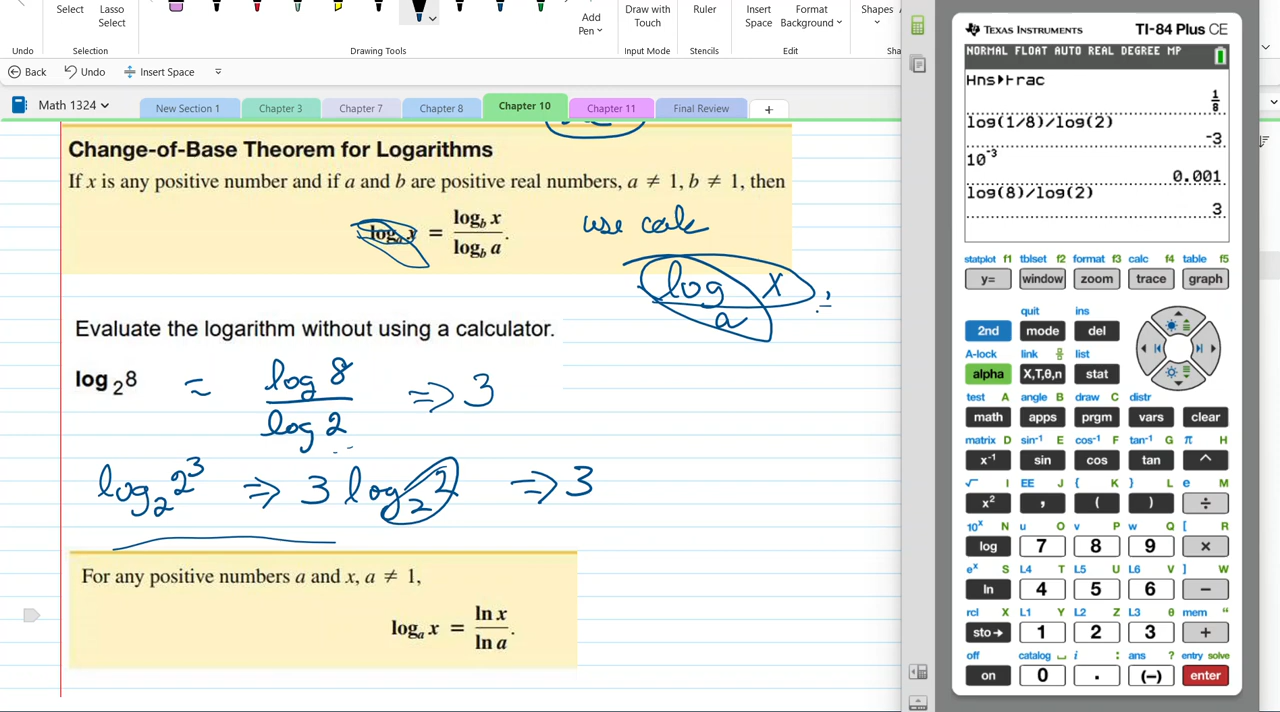 Select
Lasso
Select
Add
Pen
Draw with
Touch
Ruler
Insert
Space
Format
Background
Shapes
Undo
Selection
Drawing Tools
Input Mode
Stencils
Edit
Back
Undo
Insert Space
Math 1324
New Section 1
Chapter 3
Chapter 7
Chapter 8
Chapter 10
Chapter 11
Final Review
+
Change-of-Base Theorem for Logarithms
If x is any positive number and if a and b are positive real numbers, a ≠ 1, b ≠ 1, then
logₐ x = log_b x / log_b a.
use calc
log x / a
Evaluate the logarithm without using a calculator.
log₂8 = log 8 / log 2 => 3
log₂ 2³ => 3 log₂ 2 => 3
For any positive numbers a and x, a ≠ 1,
logₐ x = ln x / ln a.
TEXAS INSTRUMENTS TI-84 Plus CE
NORMAL FLOAT AUTO REAL DEGREE MP
Ans▸Frac
1/8
log(1/8)/log(2)
-3
10⁻³
0.001
log(8)/log(2)
3
statplot f1 tblset f2 format f3 calc f4 table f5
y= window zoom trace graph
quit ins
2nd mode del
A-lock link list
alpha X,T,θ,n stat
test A angle B draw C distr
math apps prgm vars clear
matrix D sin⁻¹ E cos⁻¹ F tan⁻¹ G π H
x⁻¹ sin cos tan ^
√ I EE J { K } L e M
x² , ( ) ÷
10ˣ N u O v P w Q [ R
log 7 8 9 ×
eˣ S L4 T L5 U L6 V ] W
ln 4 5 6 −
rcl X L1 Y L2 Z L3 θ mem "
sto→ 1 2 3 +
off catalog ␣ i : ans ? entry solve
on 0 . (−) enter